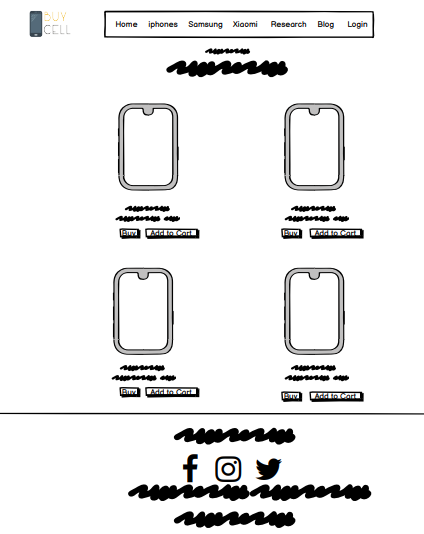 BUY
CELL
Home iphones Samsung Xiaomi Research Blog Login
Buy Add to Cart Buy Add to Cart
Buy Add to Cart Buy Add to Cart